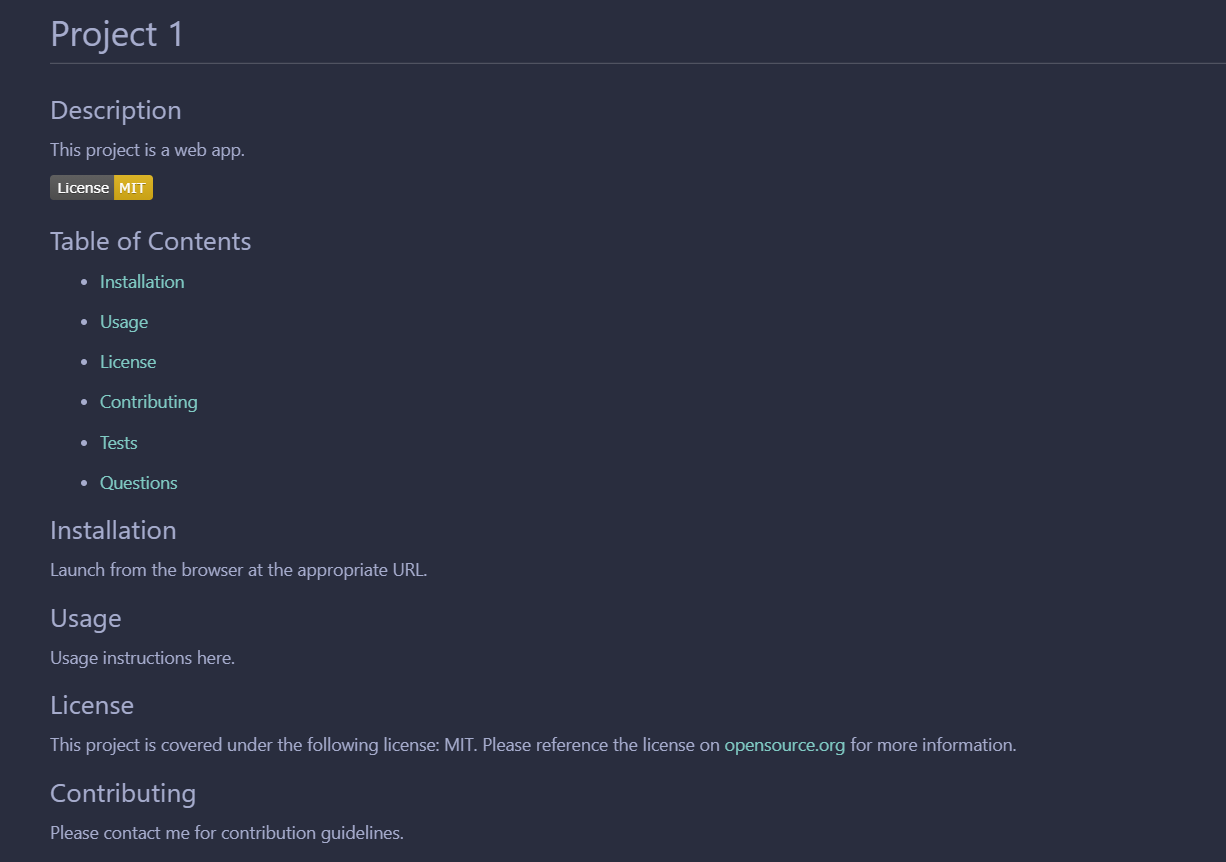 Project 1
Description
This project is a web app.
License MIT
Table of Contents
Installation
Usage
License
Contributing
Tests
Questions
Installation
Launch from the browser at the appropriate URL.
Usage
Usage instructions here.
License
This project is covered under the following license: MIT. Please reference the license on opensource.org for more information.
Contributing
Please contact me for contribution guidelines.